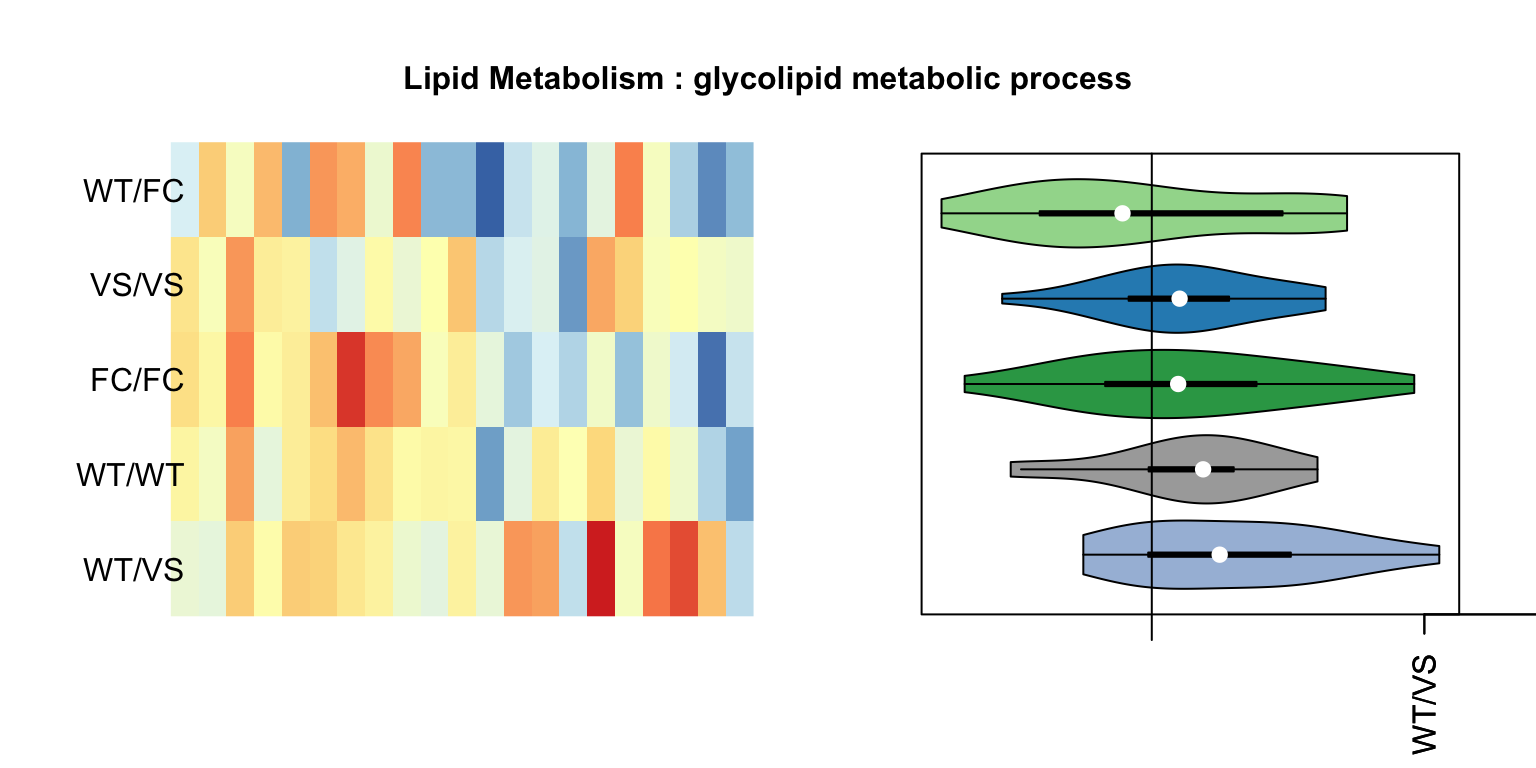 Lipid Metabolism : glycolipid metabolic process
WT/FC
VS/VS
FC/FC
WT/WT
WT/VS
WT/VS